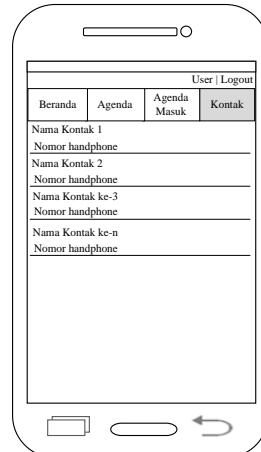 User | Logout
Beranda
Agenda
Agenda
Masuk
Kontak
Nama Kontak 1
Nomor handphone
Nama Kontak 2
Nomor handphone
Nama Kontak ke-3
Nomor handphone
Nama Kontak ke-n
Nomor handphone